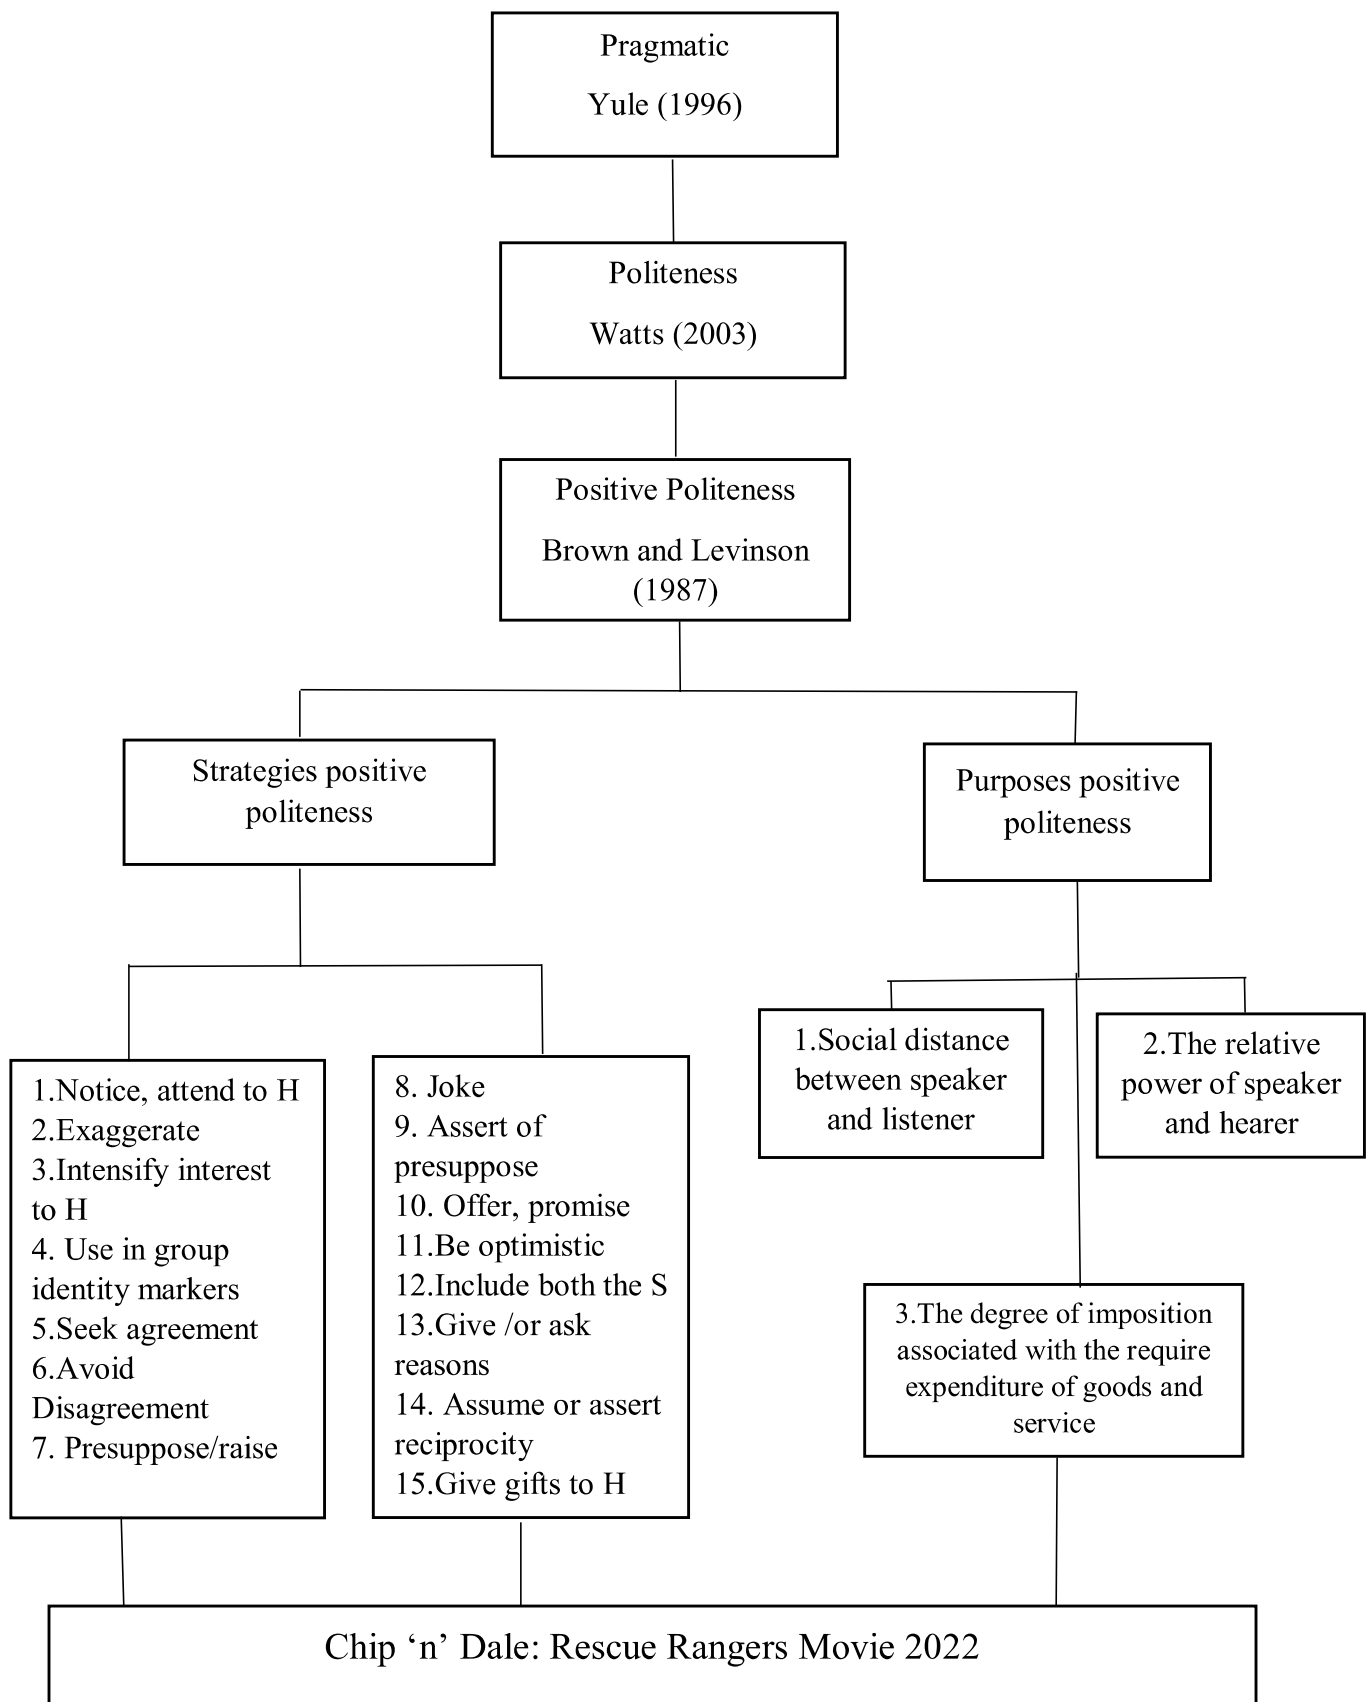 Pragmatic
Yule (1996)
Politeness
Watts (2003)
Positive Politeness
Brown and Levinson
(1987)
Strategies positive
politeness
Purposes positive
politeness
1.Notice, attend to H
2.Exaggerate
3.Intensify interest
to H
4. Use in group
identity markers
5.Seek agreement
6.Avoid
Disagreement
7. Presuppose/raise
8. Joke
9. Assert of
presuppose
10. Offer, promise
11.Be optimistic
12.Include both the S
13.Give /or ask
reasons
14. Assume or assert
reciprocity
15.Give gifts to H
1.Social distance
between speaker
and listener
2.The relative
power of speaker
and hearer
3.The degree of imposition
associated with the require
expenditure of goods and
service
Chip ‘n’ Dale: Rescue Rangers Movie 2022